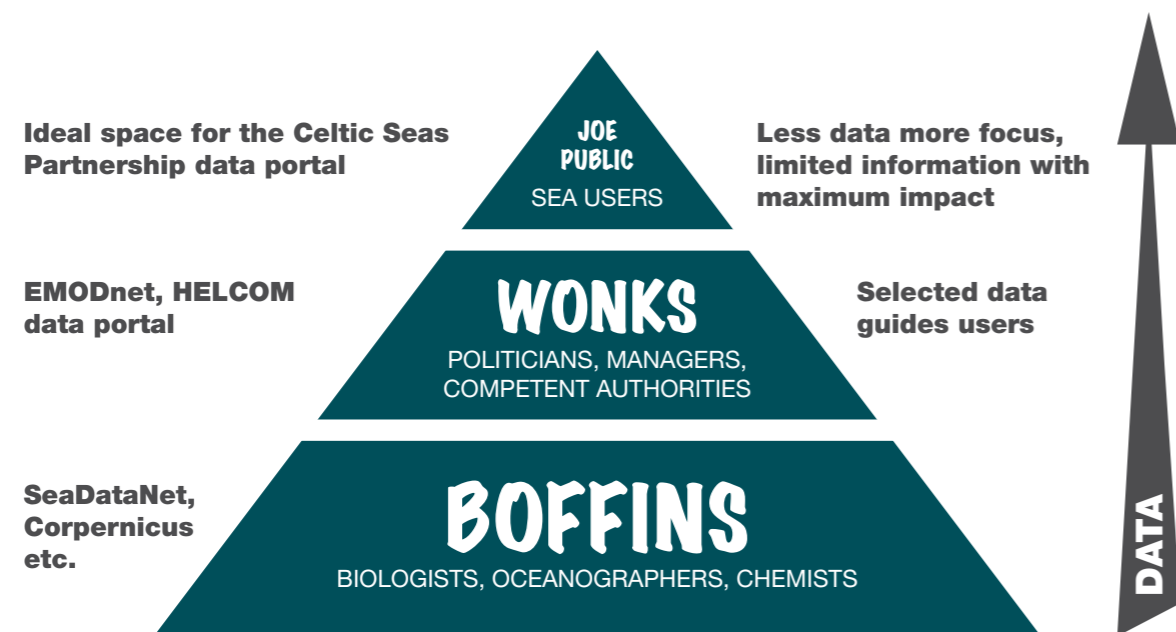 Ideal space for the Celtic Seas
Partnership data portal
JOE
PUBLIC
SEA USERS
Less data more focus,
limited information with
maximum impact
EMODnet, HELCOM
data portal
WONKS
POLITICIANS, MANAGERS,
COMPETENT AUTHORITIES
Selected data
guides users
SeaDataNet,
Corpernicus
etc.
BOFFINS
BIOLOGISTS, OCEANOGRAPHERS, CHEMISTS
DATA